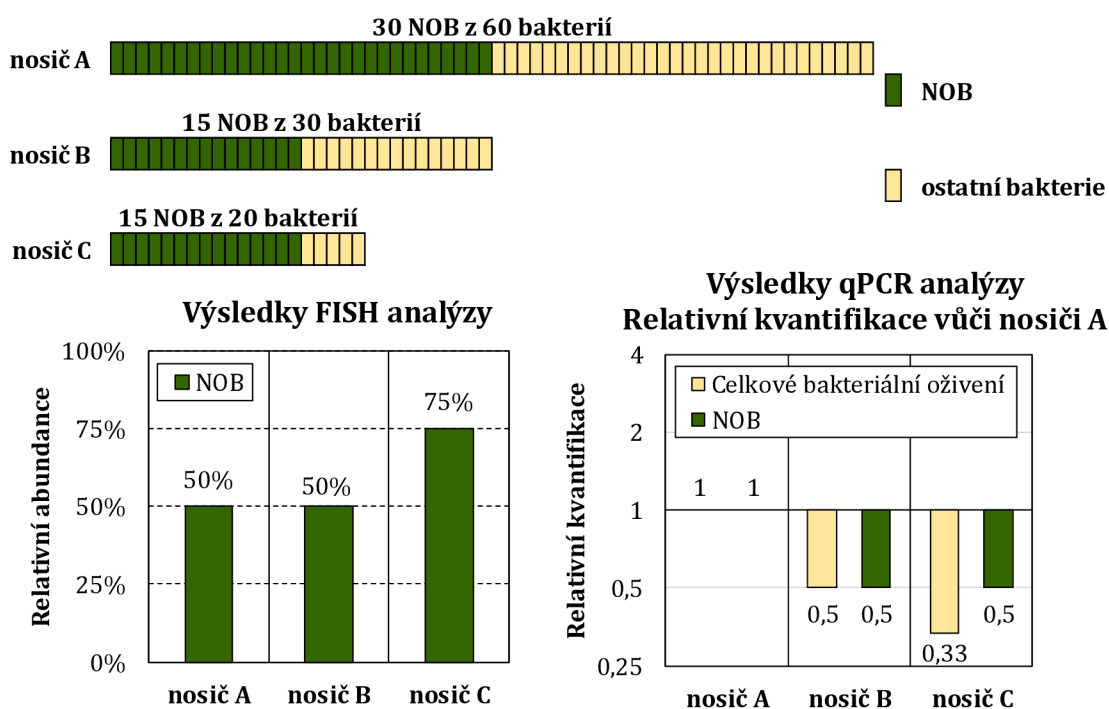 30 NOB z 60 bakterií
nosič A
NOB
15 NOB z 30 bakterií
nosič B
ostatní bakterie
15 NOB z 20 bakterií
nosič C
Výsledky FISH analýzy
Relativní abundance
100%
75%
50%
25%
0%
NOB
50%
50%
75%
nosič A
nosič B
nosič C
Výsledky qPCR analýzy
Relativní kvantifikace vůči nosiči A
Relativní kvantifikace
4
2
1
0,5
0,25
Celkové bakteriální oživení
NOB
1
1
0,5
0,5
0,33
0,5
nosič A
nosič B
nosič C